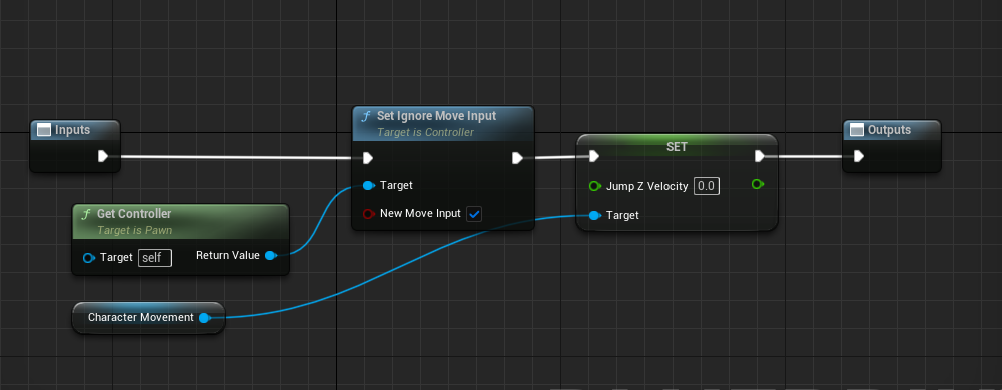 Inputs
f Set Ignore Move Input
Target is Controller
Target
New Move Input
SET
Jump Z Velocity 0.0
Target
Outputs
f Get Controller
Target is Pawn
Target self Return Value
Character Movement